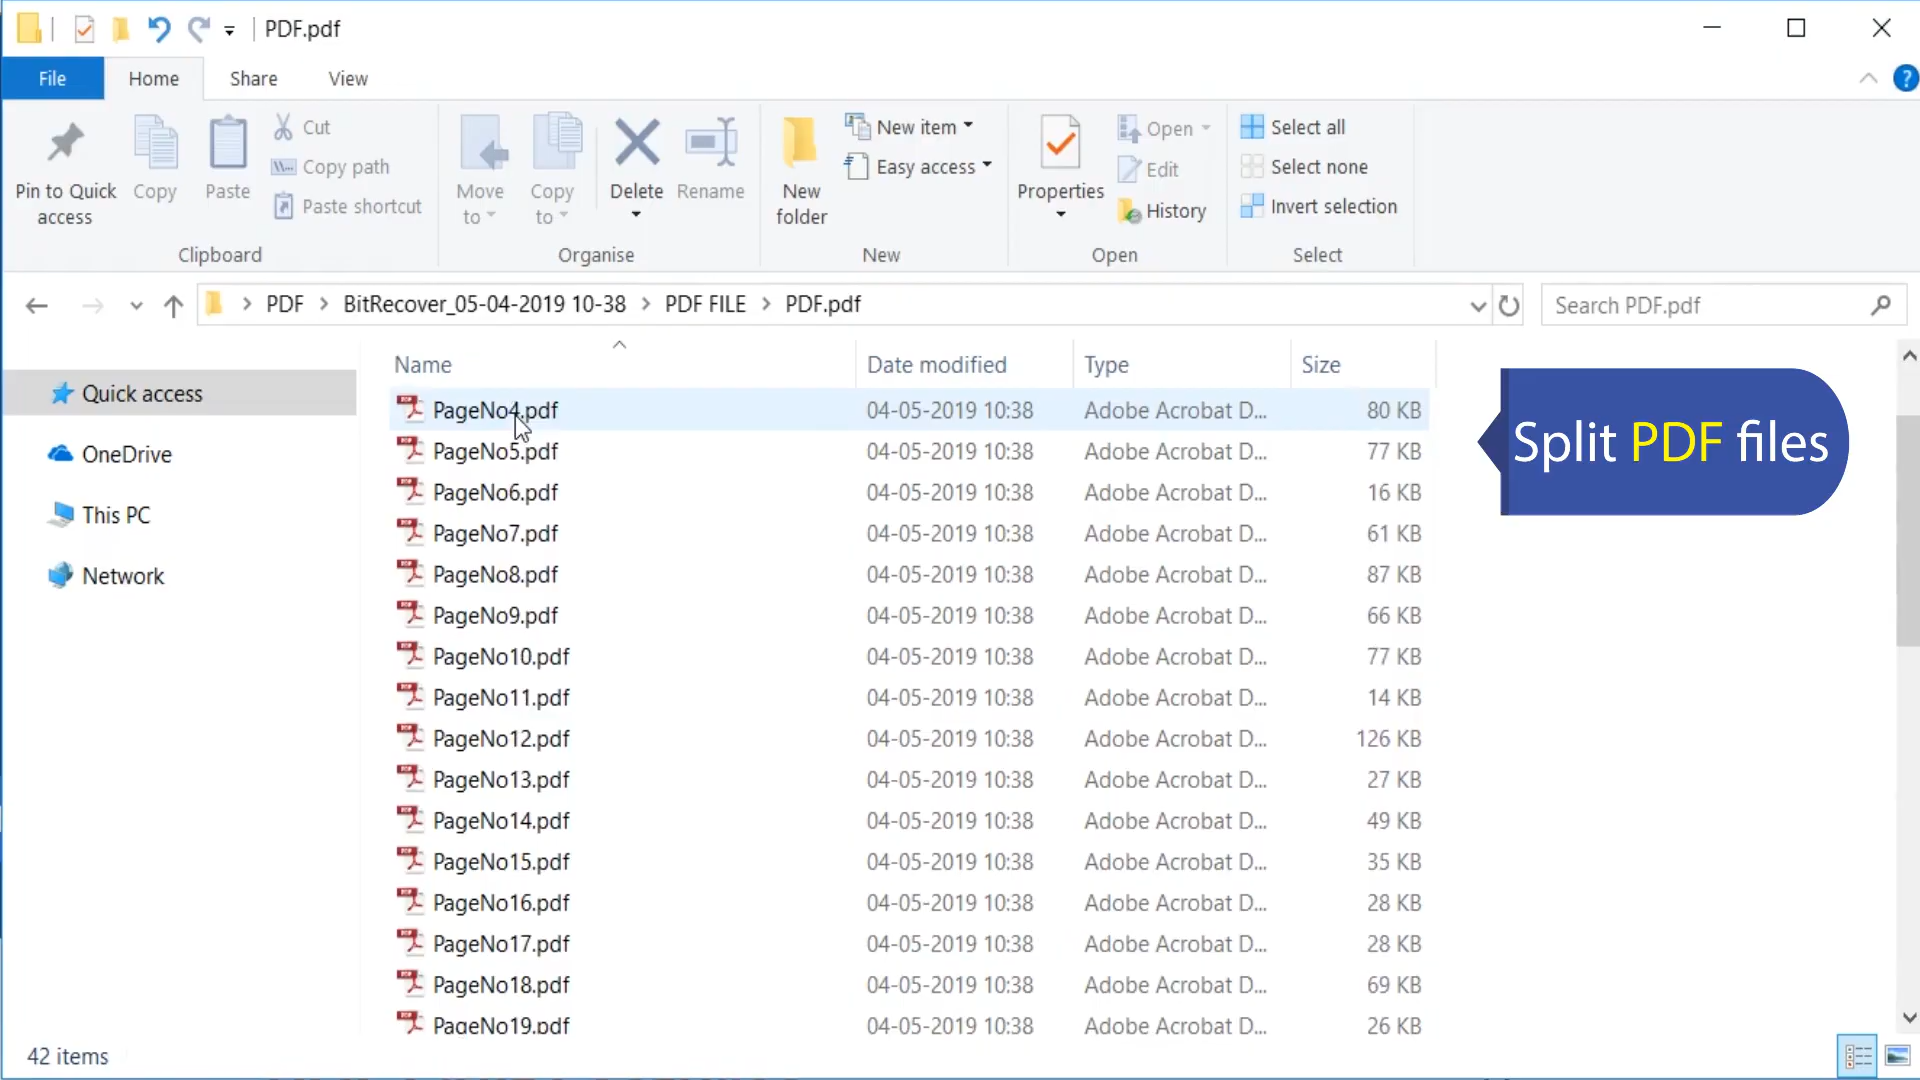 PDF.pdf
File Home Share View
Pin to Quick access
Copy
Paste
Cut
Copy path
Paste shortcut
Clipboard
Move to
Copy to
Delete
Rename
Organise
New folder
New item
Easy access
New
Properties
Open
Edit
History
Open
Select all
Select none
Invert selection
Select
PDF BitRecover_05-04-2019 10-38 PDF FILE PDF.pdf
Search PDF.pdf
Quick access
OneDrive
This PC
Network
Name Date modified Type Size
PageNo4.pdf 04-05-2019 10:38 Adobe Acrobat D... 80 KB
PageNo5.pdf 04-05-2019 10:38 Adobe Acrobat D... 77 KB
PageNo6.pdf 04-05-2019 10:38 Adobe Acrobat D... 16 KB
PageNo7.pdf 04-05-2019 10:38 Adobe Acrobat D... 61 KB
PageNo8.pdf 04-05-2019 10:38 Adobe Acrobat D... 87 KB
PageNo9.pdf 04-05-2019 10:38 Adobe Acrobat D... 66 KB
PageNo10.pdf 04-05-2019 10:38 Adobe Acrobat D... 77 KB
PageNo11.pdf 04-05-2019 10:38 Adobe Acrobat D... 14 KB
PageNo12.pdf 04-05-2019 10:38 Adobe Acrobat D... 126 KB
PageNo13.pdf 04-05-2019 10:38 Adobe Acrobat D... 27 KB
PageNo14.pdf 04-05-2019 10:38 Adobe Acrobat D... 49 KB
PageNo15.pdf 04-05-2019 10:38 Adobe Acrobat D... 35 KB
PageNo16.pdf 04-05-2019 10:38 Adobe Acrobat D... 28 KB
PageNo17.pdf 04-05-2019 10:38 Adobe Acrobat D... 28 KB
PageNo18.pdf 04-05-2019 10:38 Adobe Acrobat D... 69 KB
PageNo19.pdf 04-05-2019 10:38 Adobe Acrobat D... 26 KB
Split PDF files
42 items